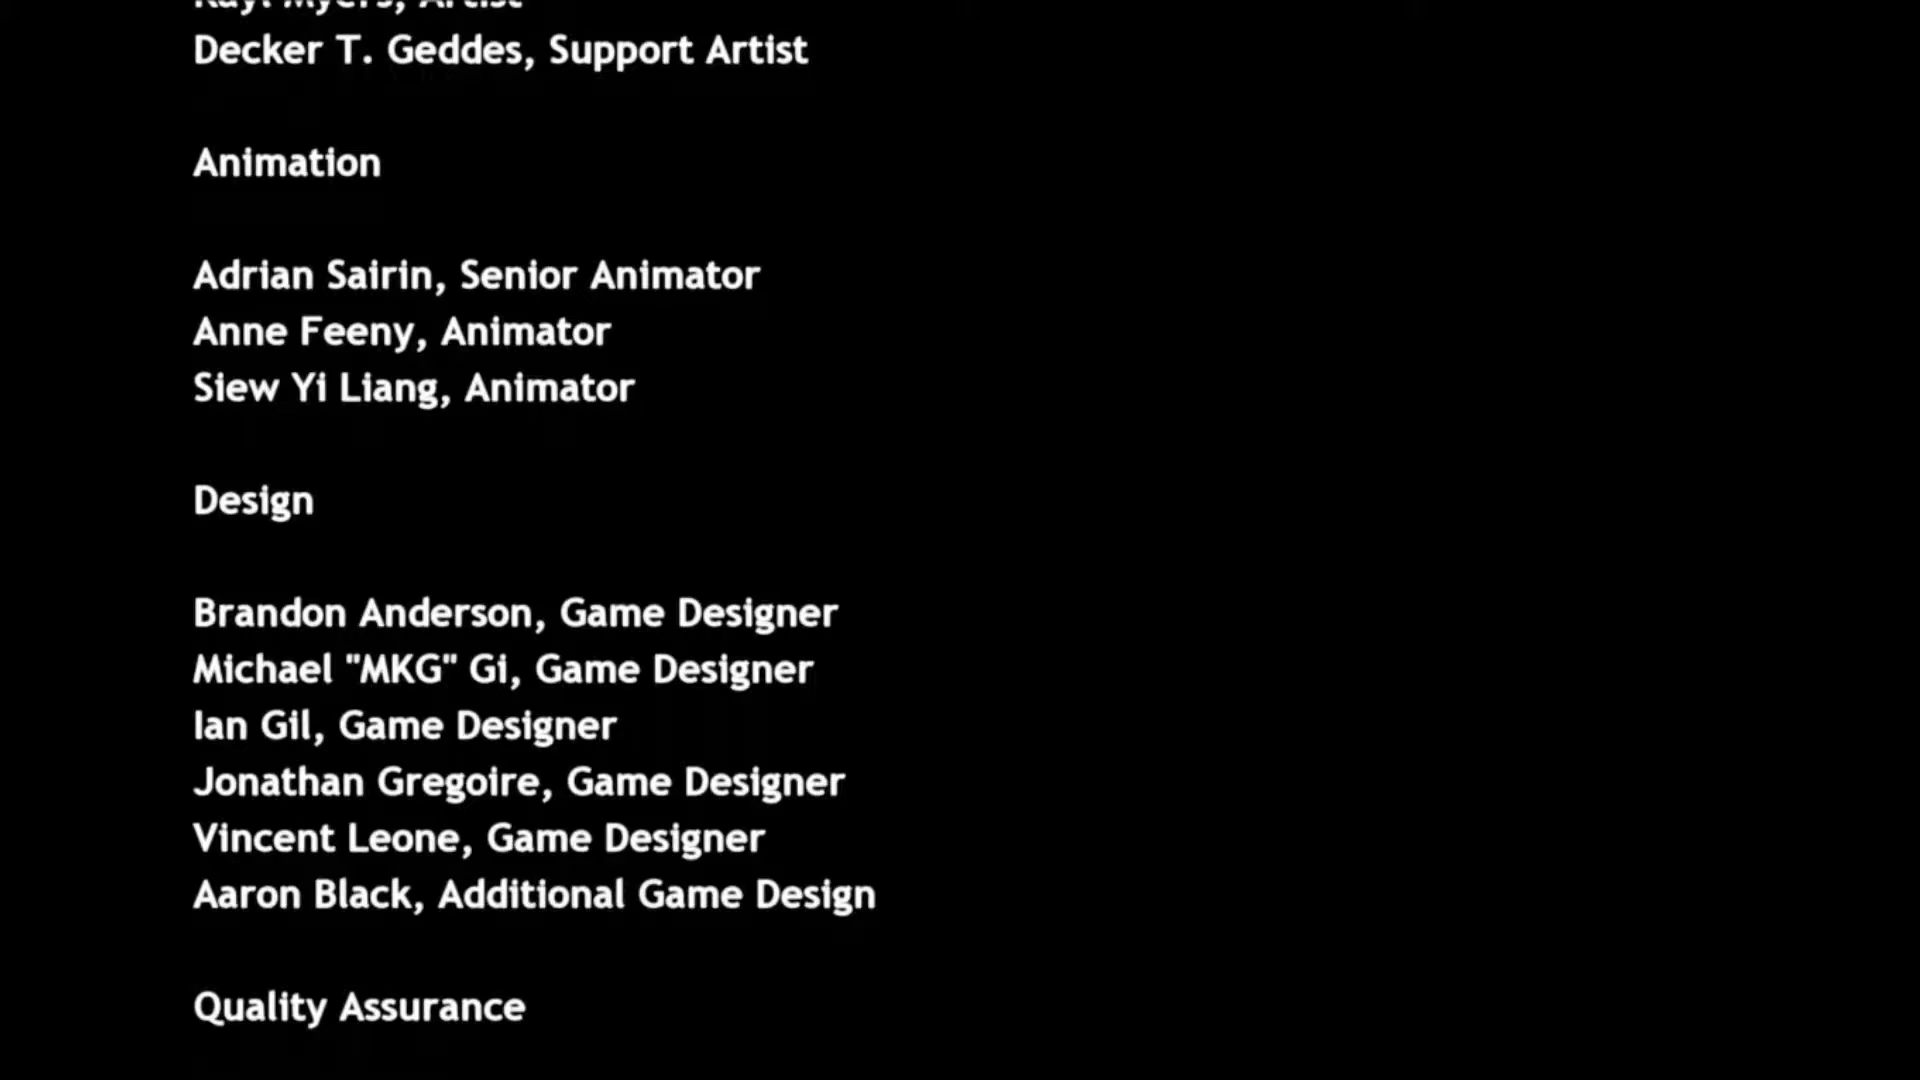 Myers, Artist
Decker T. Geddes, Support Artist
Animation
Adrian Sairin, Senior Animator
Anne Feeny, Animator
Siew Yi Liang, Animator
Design
Brandon Anderson, Game Designer
Michael "MKG" Gi, Game Designer
Ian Gil, Game Designer
Jonathan Gregoire, Game Designer
Vincent Leone, Game Designer
Aaron Black, Additional Game Design
Quality Assurance